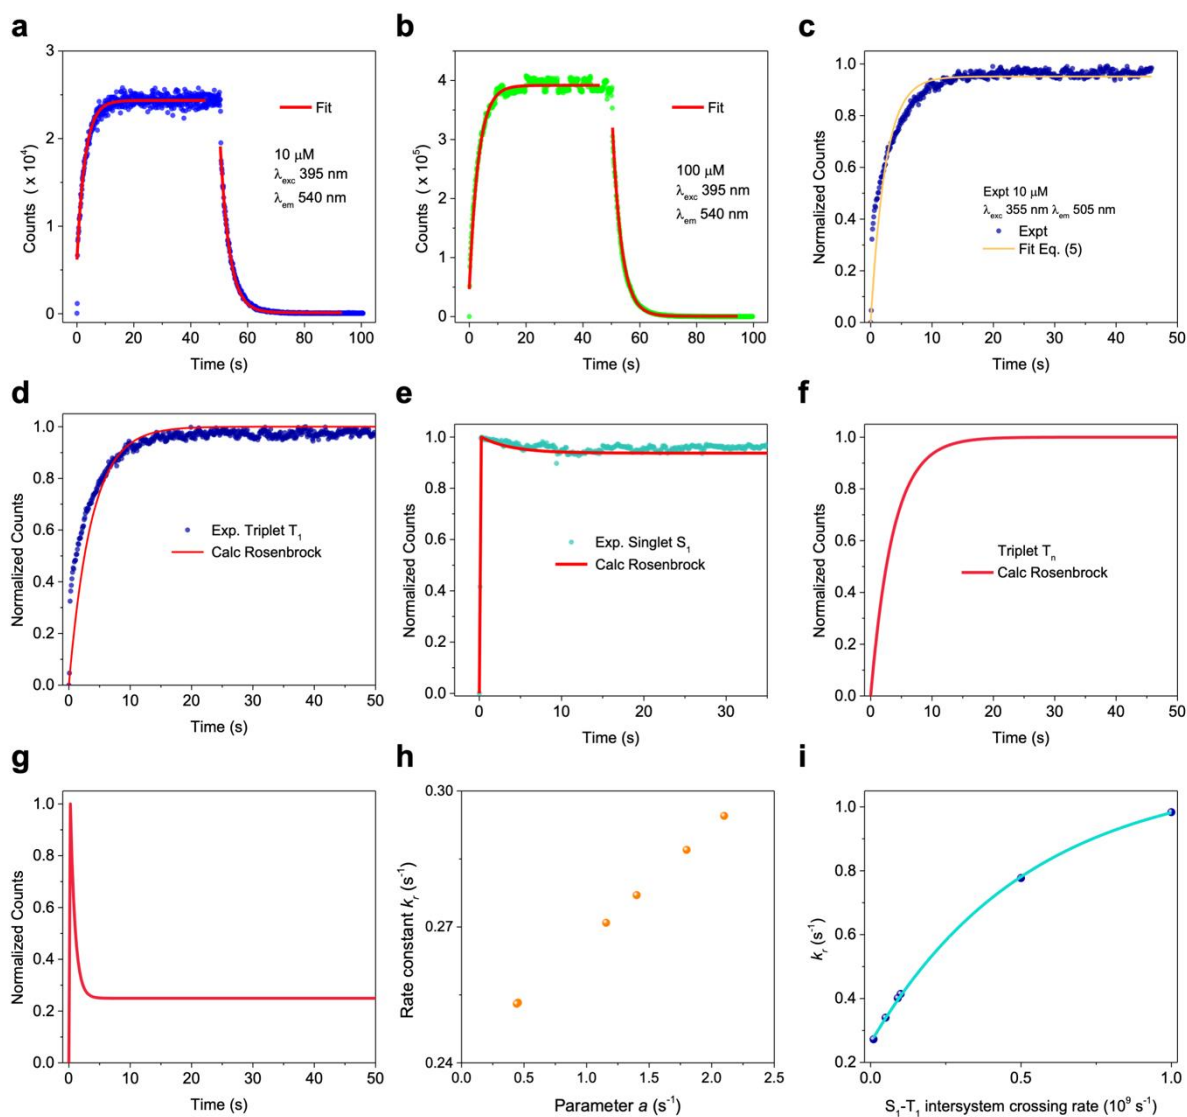 a
3
2
1
0
Counts ( x 10⁴)
0 20 40 60 80 100
Time (s)
Fit
10 μM
λexc 395 nm
λem 540 nm
b
4
3
2
1
0
Counts ( x 10⁵)
0 20 40 60 80 100
Time (s)
Fit
100 μM
λexc 395 nm
λem 540 nm
c
1.0
0.8
0.6
0.4
0.2
0.0
Normalized Counts
0 10 20 30 40 50
Time (s)
Expt 10 μM
λexc 355 nm λem 505 nm
Expt
Fit Eq. (5)
d
1.0
0.8
0.6
0.4
0.2
0.0
Normalized Counts
0 10 20 30 40 50
Time (s)
Exp. Triplet T₁
Calc Rosenbrock
e
1.0
0.8
0.6
0.4
0.2
0.0
Normalized Counts
0 10 20 30
Time (s)
Exp. Singlet S₁
Calc Rosenbrock
f
1.0
0.8
0.6
0.4
0.2
0.0
Normalized Counts
0 10 20 30 40 50
Time (s)
Triplet Tₙ
Calc Rosenbrock
g
1.0
0.8
0.6
0.4
0.2
0.0
Normalized Counts
0 10 20 30 40 50
Time (s)
h
0.30
0.27
0.24
Rate constant kᵣ (s⁻¹)
0.0 0.5 1.0 1.5 2.0 2.5
Parameter a (s⁻¹)
i
1.0
0.8
0.6
0.4
0.2
kᵣ (s⁻¹)
0.0 0.5 1.0
S₁-T₁ intersystem crossing rate (10⁹ s⁻¹)